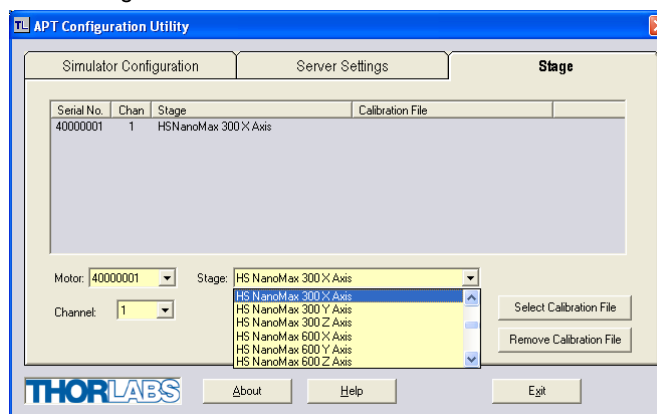 TL APT Configuration Utility
Simulator Configuration Server Settings Stage
Serial No. Chan Stage Calibration File
40000001 1 HSNanoMax 300 X Axis
Motor: 40000001 Stage: HS NanoMax 300 X Axis
HS NanoMax 300 X Axis
HS NanoMax 300 Y Axis
HS NanoMax 300 Z Axis
HS NanoMax 600 X Axis
HS NanoMax 600 Y Axis
HS NanoMax 600 Z Axis
Channel: 1
Select Calibration File
Remove Calibration File
THORLABS About Help Exit